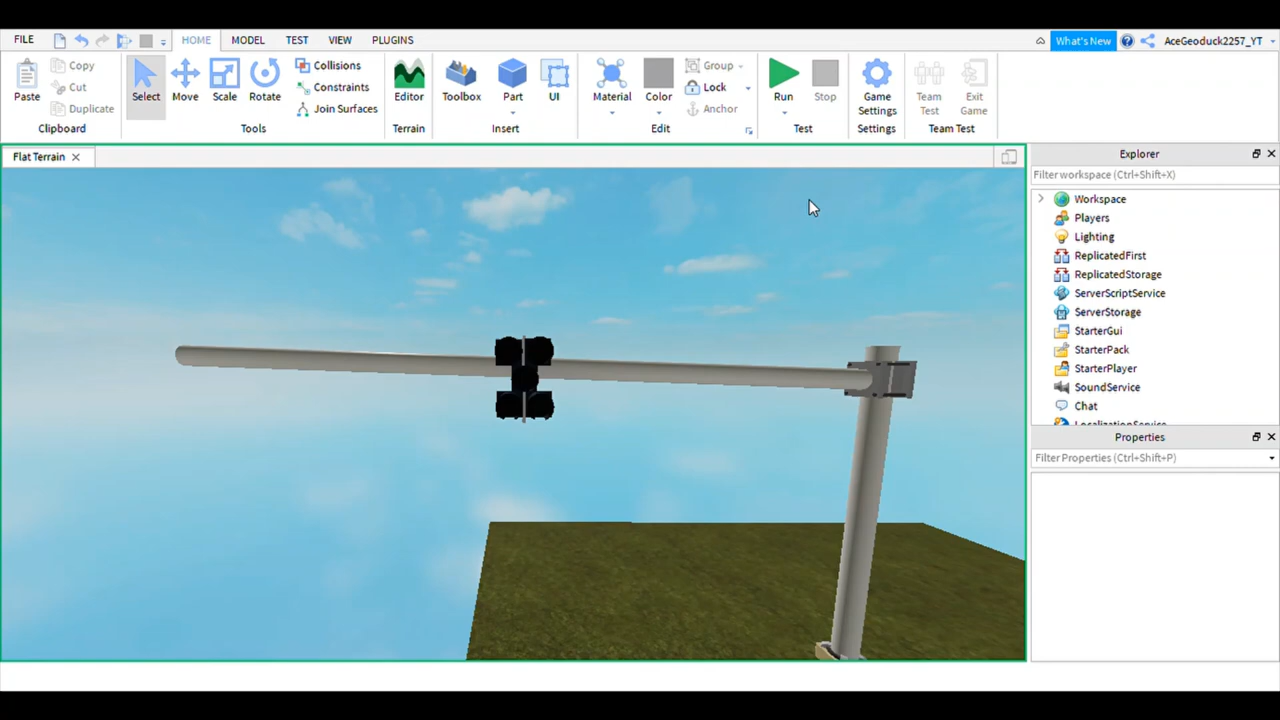 FILE HOME MODEL TEST VIEW PLUGINS What's New AceGeoduck2257_YT
Paste Copy Cut Duplicate
Select Move Scale Rotate Collisions Constraints Join Surfaces
Editor Toolbox Part UI
Material Color Group Lock Anchor
Run Stop Game Settings Team Test Exit Game
Clipboard Tools Terrain Insert Edit Test Settings Team Test
Flat Terrain
Explorer
Filter workspace (Ctrl+Shift+X)
Workspace
Players
Lighting
ReplicatedFirst
ReplicatedStorage
ServerScriptService
ServerStorage
StarterGui
StarterPack
StarterPlayer
SoundService
Chat
LocalizationService
Properties
Filter Properties (Ctrl+Shift+P)